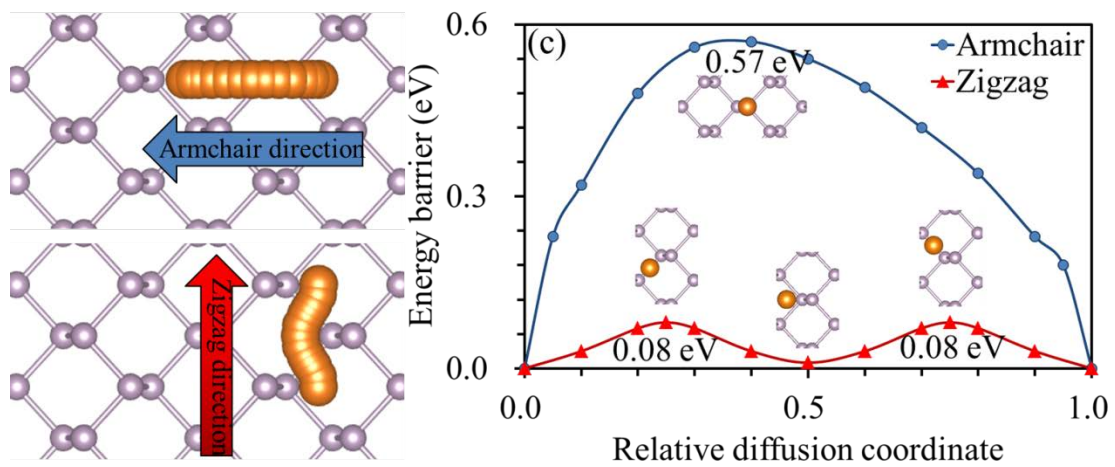 Armchair direction
Zigzag direction
(c)
Armchair
Zigzag
0.57 eV
0.08 eV
0.08 eV
Energy barrier (eV)
0.6
0.3
0.0
0.0
0.5
1.0
Relative diffusion coordinate